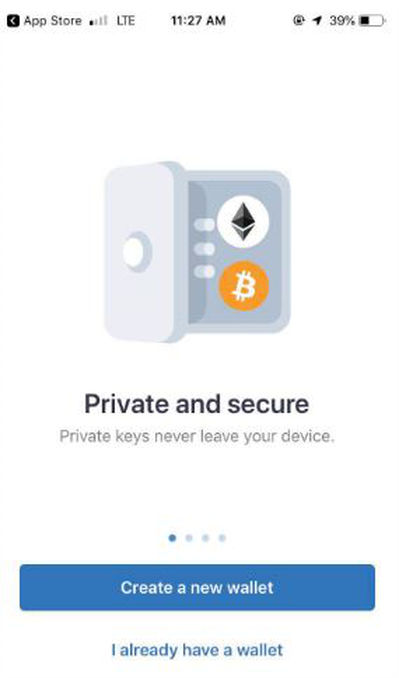 App Store LTE 11:27 AM 39%
Private and secure
Private keys never leave your device.
Create a new wallet
I already have a wallet